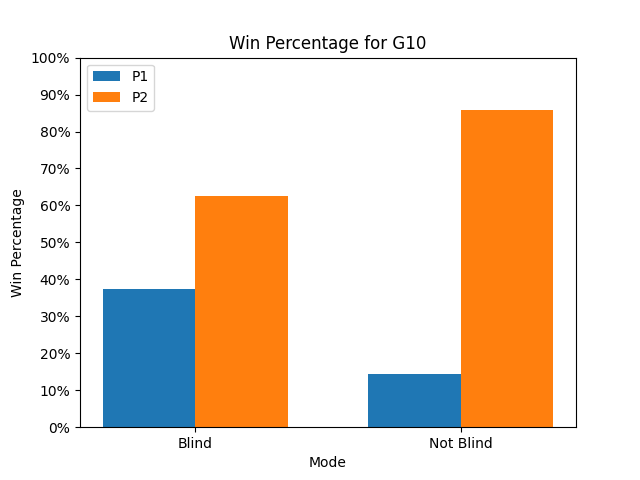 Win Percentage for G10
100%
90%
80%
70%
60%
50%
40%
30%
20%
10%
0%
Win Percentage
P1
P2
Blind
Not Blind
Mode